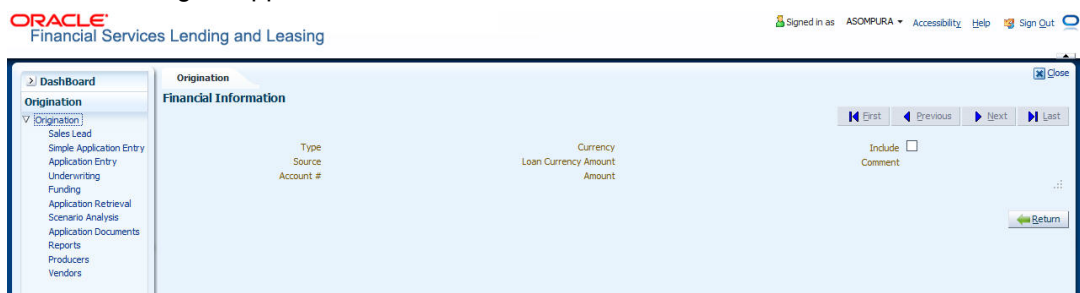 ORACLE
Financial Services Lending and Leasing
Signed in as ASOMPURA Accessibility Help Sign Out
Close
DashBoard
Origination
Origination
Sales Lead
Simple Application Entry
Application Entry
Underwriting
Funding
Application Retrieval
Scenario Analysis
Application Documents
Reports
Producers
Vendors
Origination
Financial Information
First Previous Next Last
Type Currency Include
Source Loan Currency Amount Comment
Account # Amount
Return